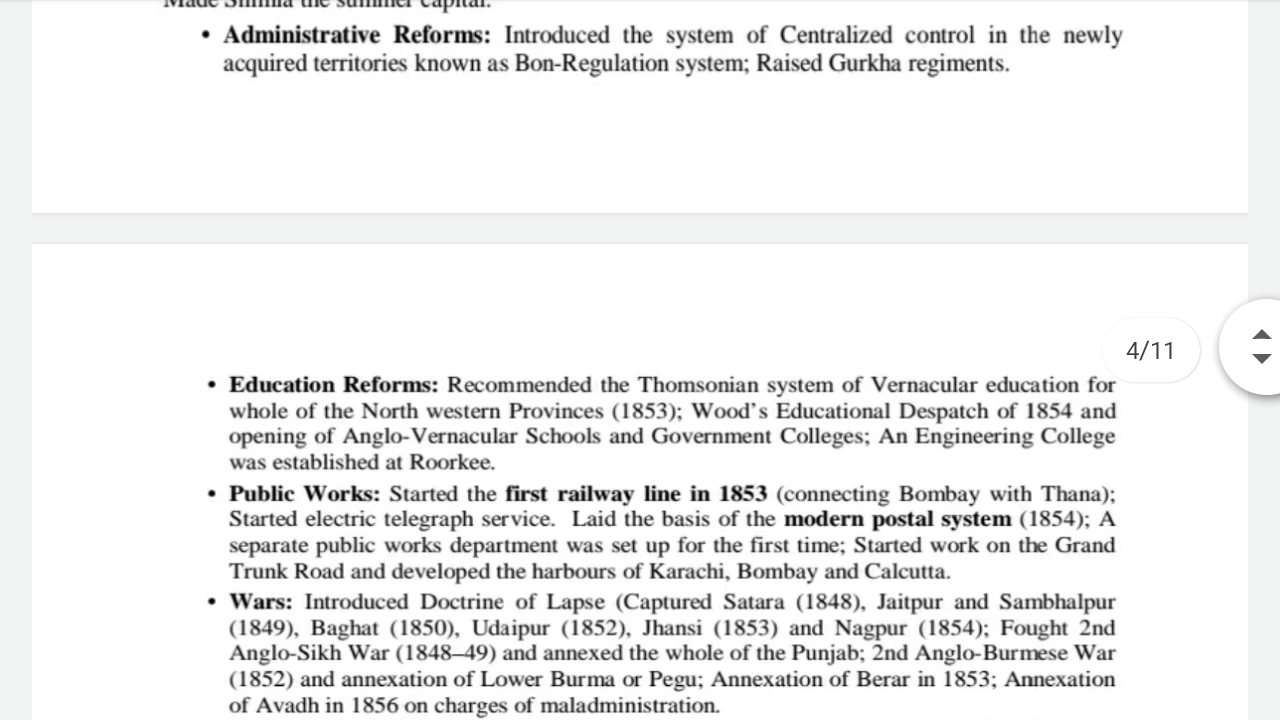 Made Shimla the summer capital.
• Administrative Reforms: Introduced the system of Centralized control in the newly
acquired territories known as Bon-Regulation system; Raised Gurkha regiments.
4/11
• Education Reforms: Recommended the Thomsonian system of Vernacular education for
whole of the North western Provinces (1853); Wood's Educational Despatch of 1854 and
opening of Anglo-Vernacular Schools and Government Colleges; An Engineering College
was established at Roorkee.
• Public Works: Started the first railway line in 1853 (connecting Bombay with Thana);
Started electric telegraph service. Laid the basis of the modern postal system (1854); A
separate public works department was set up for the first time; Started work on the Grand
Trunk Road and developed the harbours of Karachi, Bombay and Calcutta.
• Wars: Introduced Doctrine of Lapse (Captured Satara (1848), Jaitpur and Sambhalpur
(1849), Baghat (1850), Udaipur (1852), Jhansi (1853) and Nagpur (1854); Fought 2nd
Anglo-Sikh War (1848–49) and annexed the whole of the Punjab; 2nd Anglo-Burmese War
(1852) and annexation of Lower Burma or Pegu; Annexation of Berar in 1853; Annexation
of Avadh in 1856 on charges of maladministration.